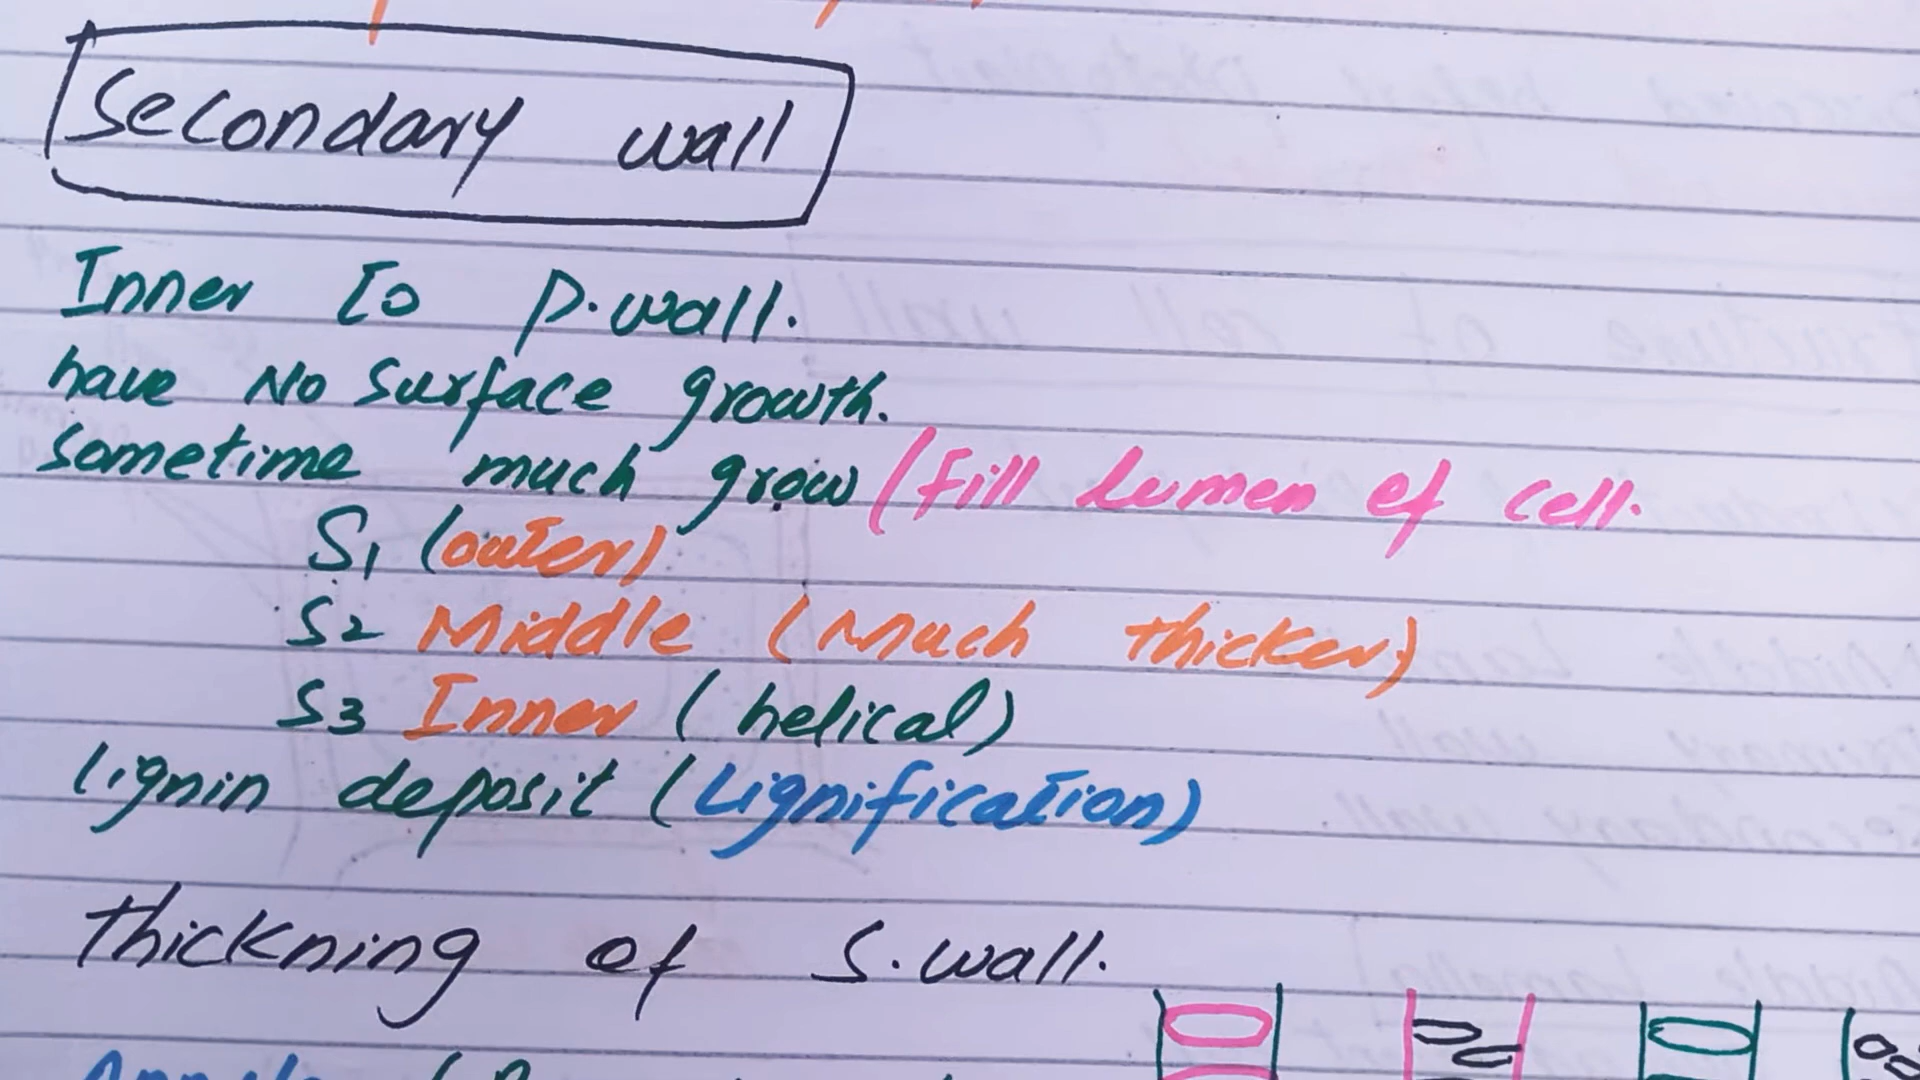 Secondary wall
Inner to p.wall.
have No surface growth.
sometime much grow (fill lumen of cell.
S1 (outer)
S2 Middle (Much thicker)
S3 Inner (helical)
lignin deposit (Lignification)
Thickning of S.wall.